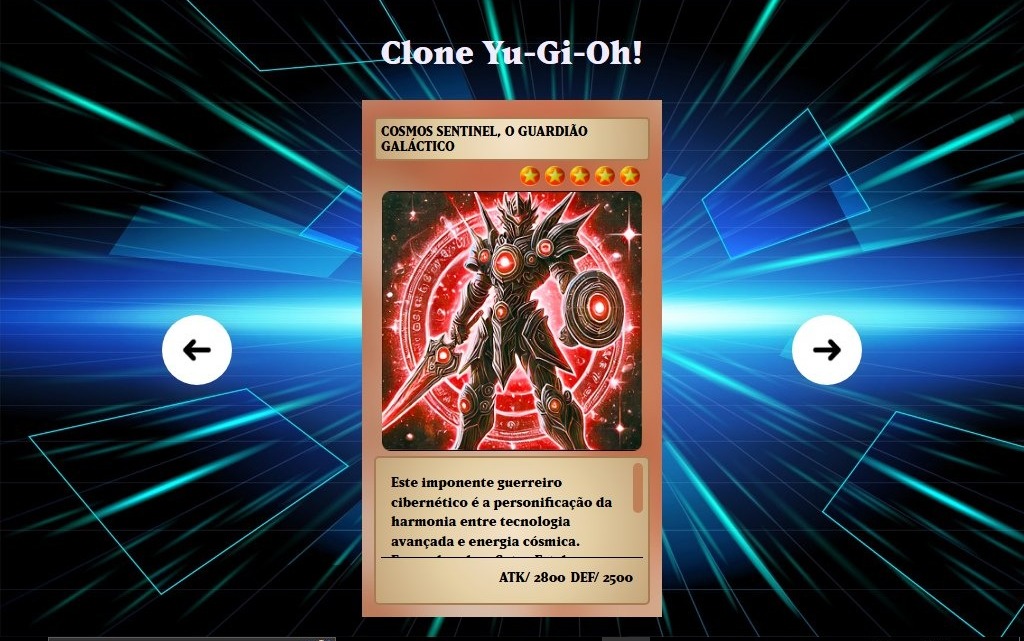 Clone Yu-Gi-Oh!
COSMOS SENTINEL, O GUARDIÃO
GALÁCTICO
Este imponente guerreiro
cibernético é a personificação da
harmonia entre tecnologia
avançada e energia cósmica.
ATK/ 2800 DEF/ 2500